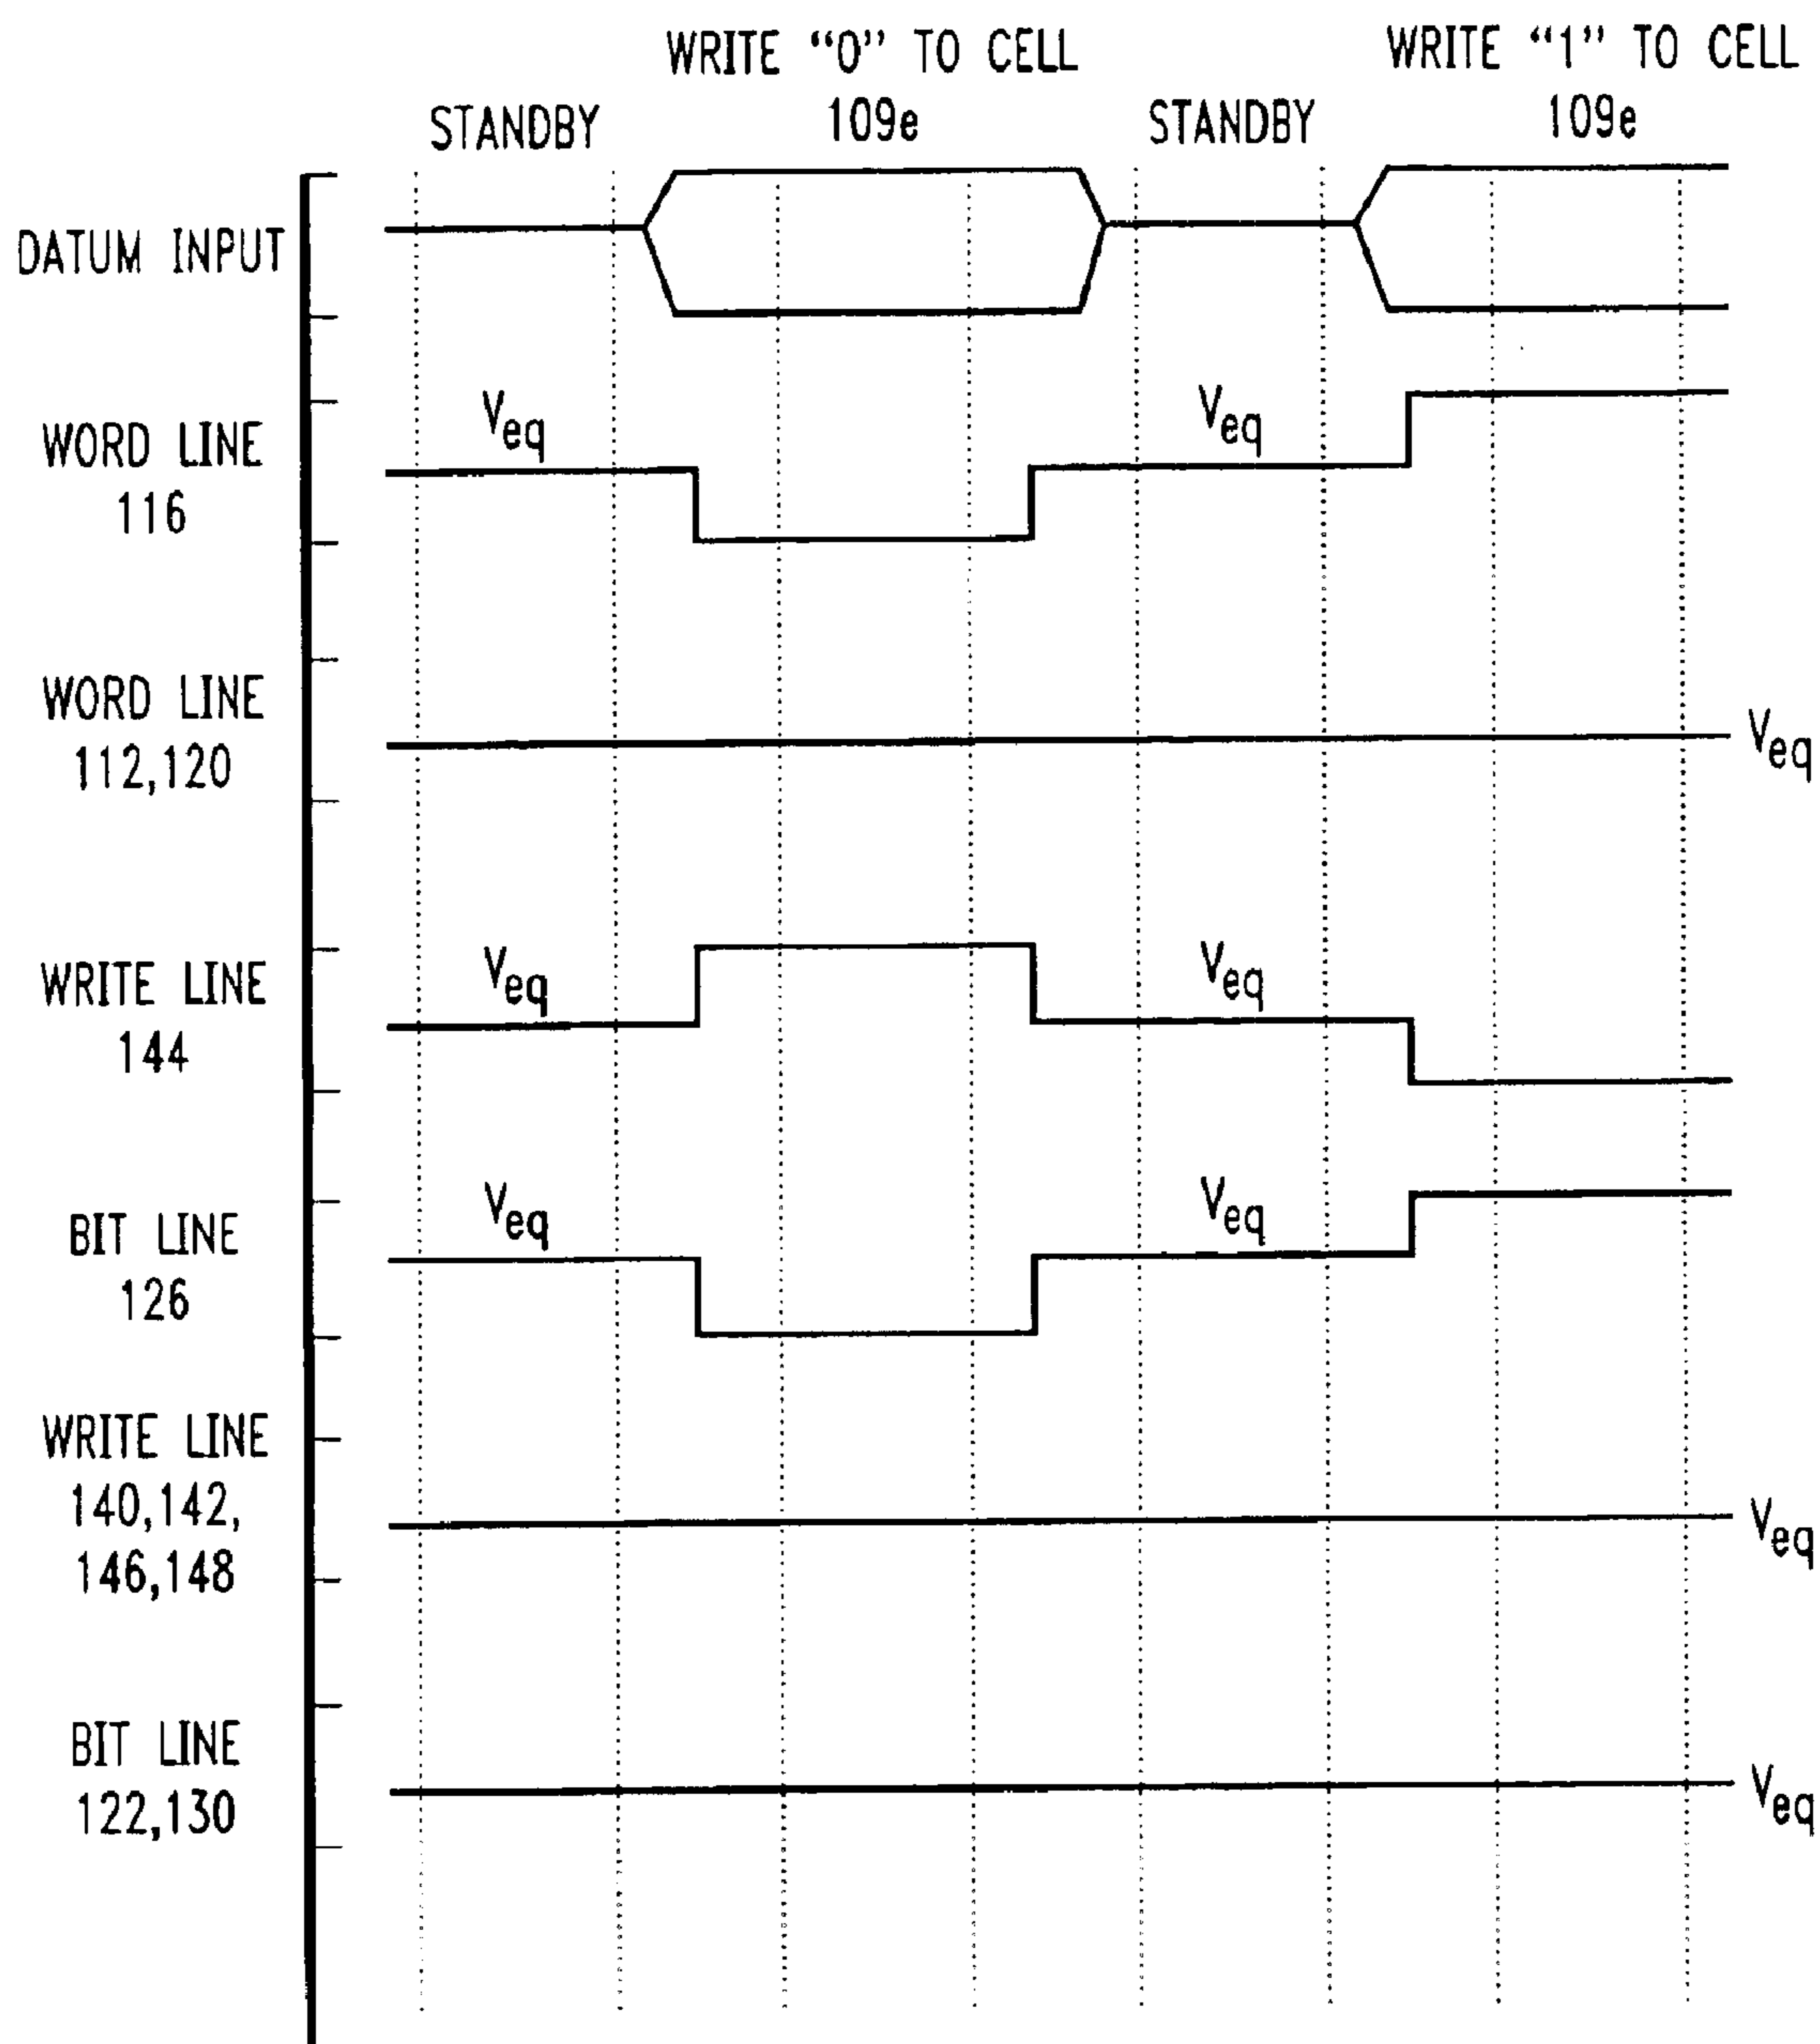 WRITE “0” TO CELL
109e
WRITE “1” TO CELL
109e
STANDBY
STANDBY
DATUM INPUT
WORD LINE
116
Veq
Veq
WORD LINE
112,120
Veq
WRITE LINE
144
Veq
Veq
BIT LINE
126
Veq
Veq
WRITE LINE
140,142,
146,148
Veq
BIT LINE
122,130
Veq